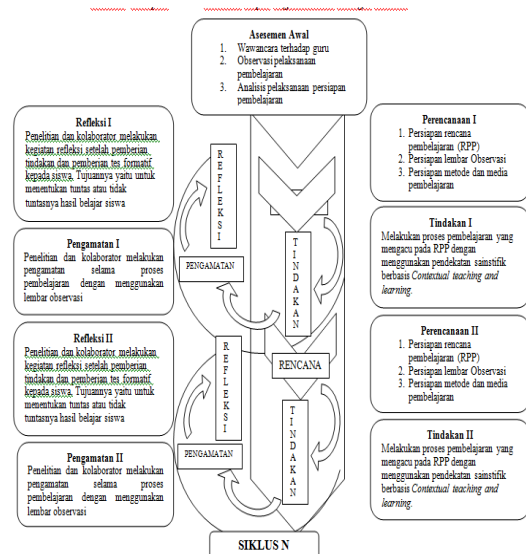 Asesemen Awal
1. Wawancara terhadap guru
2. Observasi pelaksanaan
pembelajaran
3. Analisis pelaksanaan persiapan
pembelajaran
Refleksi I
Penelitian dan kolaborator melakukan
kegiatan refleksi setelah pemberian
tindakan dan pemberian tes formatif
kepada siswa, Tujuannya yaitu untuk
menentukan tuntas atau tidak
tuntasnya hasil belajar siswa
Pengamatan I
Penelitian dan kolaborator melakukan
pengamatan selama proses
pembelajaran dengan menggunakan
lembar observasi
Refleksi II
Penelitian dan kolaborator melakukan
kegiatan refleksi setelah pemberian
tindakan dan pemberian tes formatif
kepada siswa, Tujuannya yaitu untuk
menentukan tuntas atau tidak
tuntasnya hasil belajar siswa
Pengamatan II
Penelitian dan kolaborator melakukan
pengamatan selama proses
pembelajaran dengan menggunakan
lembar observasi
REFLEKSI
PENGAMATAN
TINDAKAN
REFLEKSI
RENCANA
PENGAMATAN
TINDAKAN
Perencanaan I
1. Persiapan rencana
pembelajaran (RPP)
2. Persiapan lembar Observasi
3. Persiapan metode dan media
pembelajaran
Tindakan I
Melakukan proses pembelajaran yang
mengacu pada RPP dengan
menggunakan pendekatan sainstifik
berbasis Contextual teaching and
learning.
Perencanaan II
1. Persiapan rencana
pembelajaran (RPP)
2. Persiapan lembar Observasi
3. Persiapan metode dan media
pembelajaran
Tindakan II
Melakukan proses pembelajaran yang
mengacu pada RPP dengan
menggunakan pendekatan sainstifik
berbasis Contextual teaching and
learning.
SIKLUS N